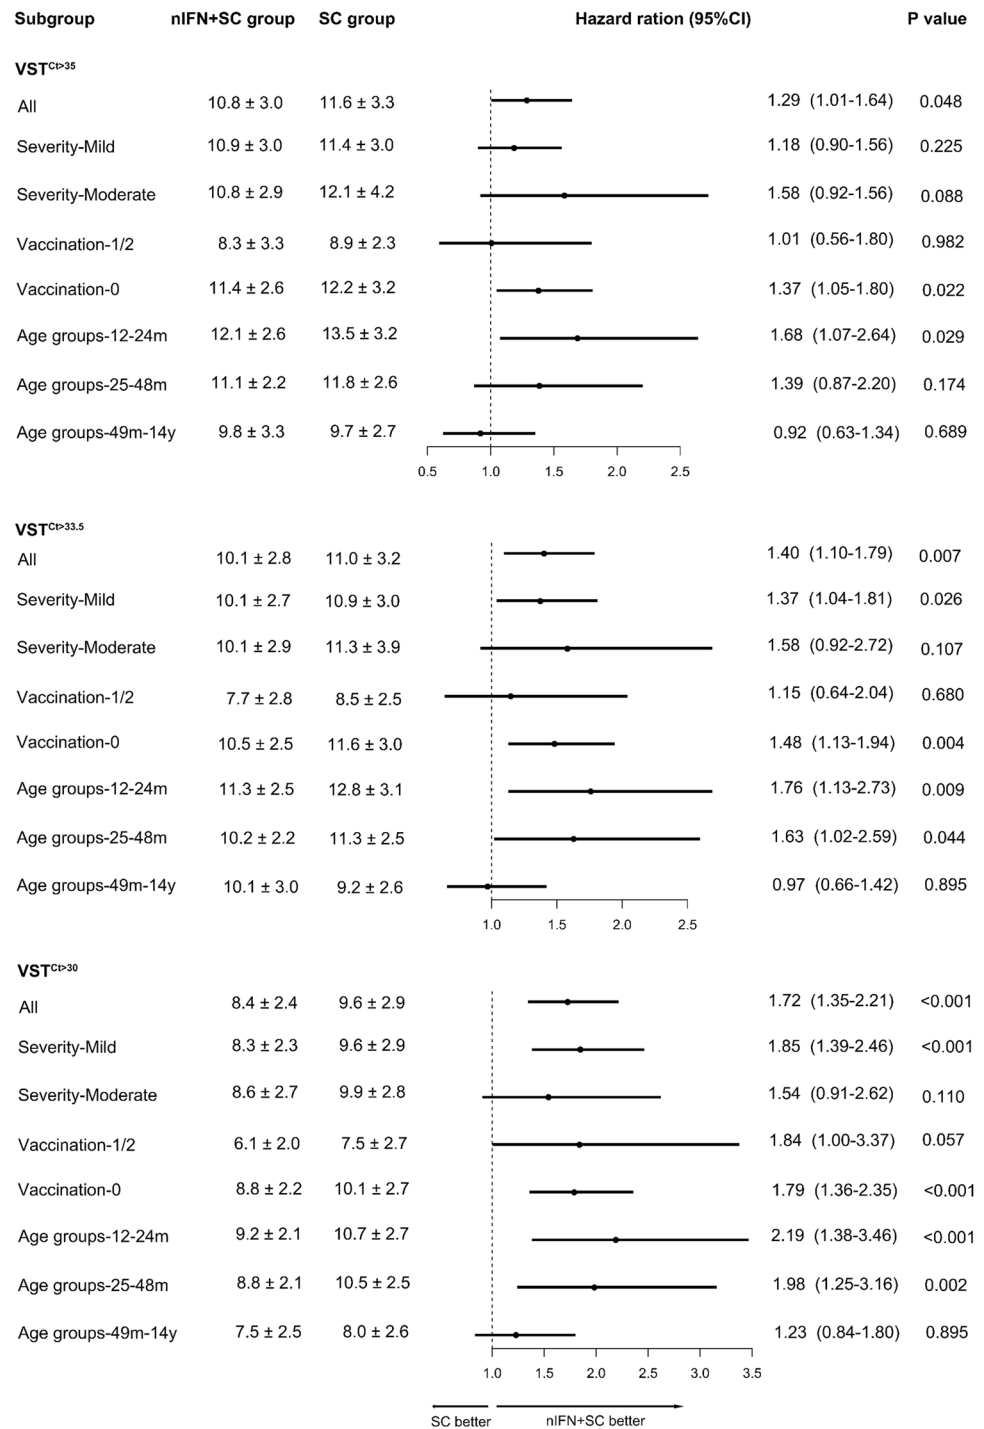 Subgroup nIFN+SC group SC group Hazard ration (95%CI) P value
VST^Ct>35
All 10.8 ± 3.0 11.6 ± 3.3 1.29 (1.01-1.64) 0.048
Severity-Mild 10.9 ± 3.0 11.4 ± 3.0 1.18 (0.90-1.56) 0.225
Severity-Moderate 10.8 ± 2.9 12.1 ± 4.2 1.58 (0.92-1.56) 0.088
Vaccination-1/2 8.3 ± 3.3 8.9 ± 2.3 1.01 (0.56-1.80) 0.982
Vaccination-0 11.4 ± 2.6 12.2 ± 3.2 1.37 (1.05-1.80) 0.022
Age groups-12-24m 12.1 ± 2.6 13.5 ± 3.2 1.68 (1.07-2.64) 0.029
Age groups-25-48m 11.1 ± 2.2 11.8 ± 2.6 1.39 (0.87-2.20) 0.174
Age groups-49m-14y 9.8 ± 3.3 9.7 ± 2.7 0.92 (0.63-1.34) 0.689
0.5 1.0 1.5 2.0 2.5
VST^Ct>33.5
All 10.1 ± 2.8 11.0 ± 3.2 1.40 (1.10-1.79) 0.007
Severity-Mild 10.1 ± 2.7 10.9 ± 3.0 1.37 (1.04-1.81) 0.026
Severity-Moderate 10.1 ± 2.9 11.3 ± 3.9 1.58 (0.92-2.72) 0.107
Vaccination-1/2 7.7 ± 2.8 8.5 ± 2.5 1.15 (0.64-2.04) 0.680
Vaccination-0 10.5 ± 2.5 11.6 ± 3.0 1.48 (1.13-1.94) 0.004
Age groups-12-24m 11.3 ± 2.5 12.8 ± 3.1 1.76 (1.13-2.73) 0.009
Age groups-25-48m 10.2 ± 2.2 11.3 ± 2.5 1.63 (1.02-2.59) 0.044
Age groups-49m-14y 10.1 ± 3.0 9.2 ± 2.6 0.97 (0.66-1.42) 0.895
1.0 1.5 2.0 2.5
VST^Ct>30
All 8.4 ± 2.4 9.6 ± 2.9 1.72 (1.35-2.21) <0.001
Severity-Mild 8.3 ± 2.3 9.6 ± 2.9 1.85 (1.39-2.46) <0.001
Severity-Moderate 8.6 ± 2.7 9.9 ± 2.8 1.54 (0.91-2.62) 0.110
Vaccination-1/2 6.1 ± 2.0 7.5 ± 2.7 1.84 (1.00-3.37) 0.057
Vaccination-0 8.8 ± 2.2 10.1 ± 2.7 1.79 (1.36-2.35) <0.001
Age groups-12-24m 9.2 ± 2.1 10.7 ± 2.7 2.19 (1.38-3.46) <0.001
Age groups-25-48m 8.8 ± 2.1 10.5 ± 2.5 1.98 (1.25-3.16) 0.002
Age groups-49m-14y 7.5 ± 2.5 8.0 ± 2.6 1.23 (0.84-1.80) 0.895
1.0 1.5 2.0 2.5 3.0 3.5
SC better nIFN+SC better